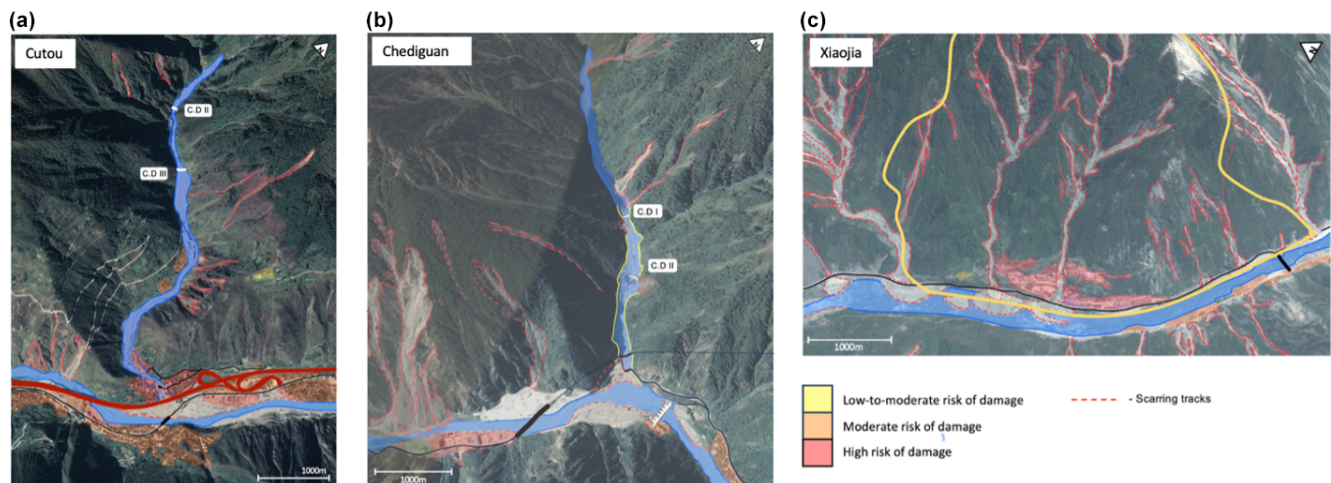 (a)
Cutou
N
C.D II
C.D III
1000m
(b)
Chediguan
N
C.D I
C.D II
1000m
(c)
Xiaojia
N
1000m
Low-to-moderate risk of damage
Moderate risk of damage
High risk of damage
- Scarring tracks